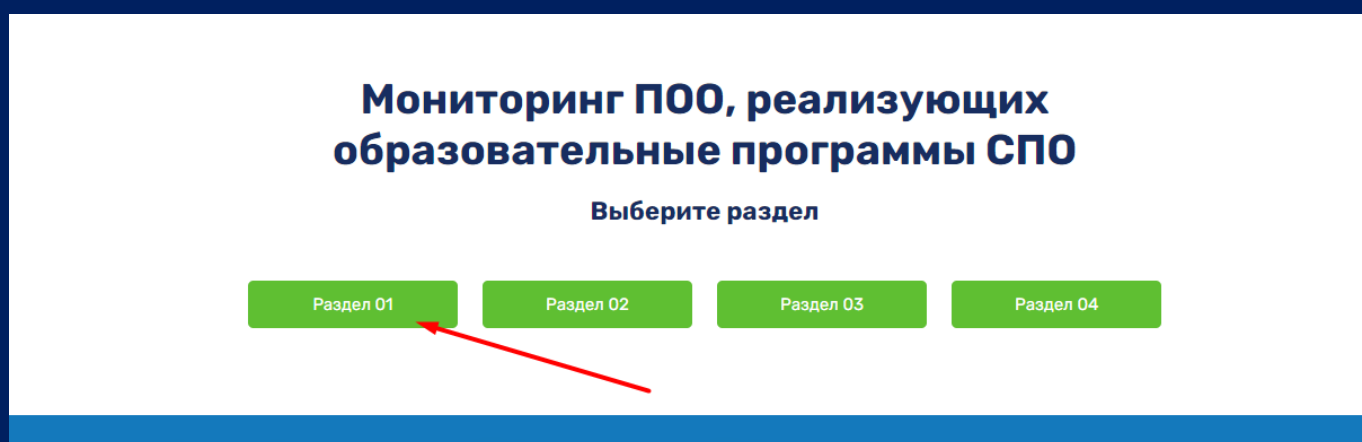 Мониторинг ПОО, реализующих
образовательные программы СПО
Выберите раздел
Раздел 01
Раздел 02
Раздел 03
Раздел 04